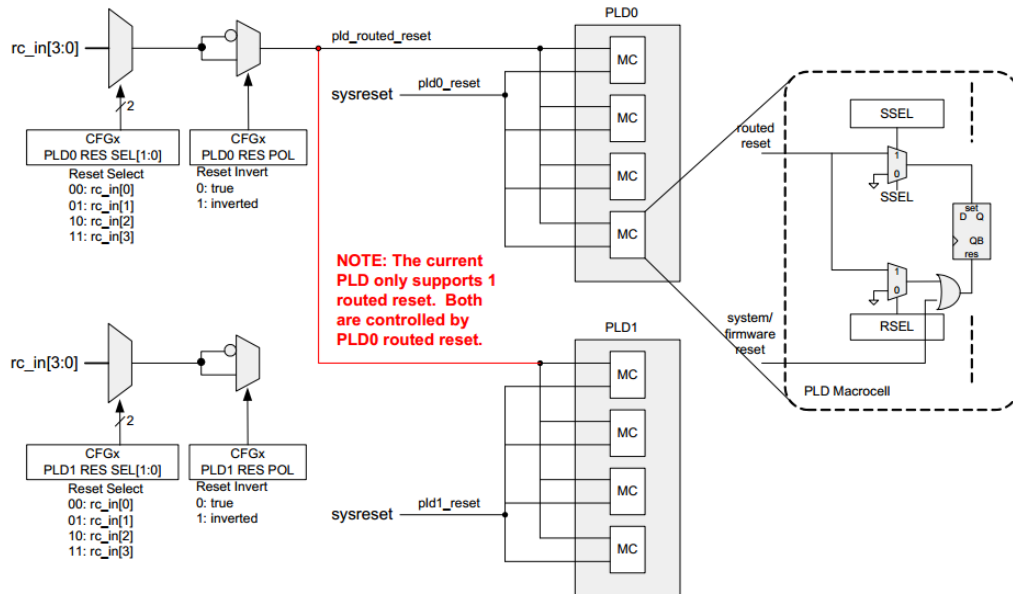 PLD0
rc_in[3:0]
pld_routed_reset
MC
sysreset
pld0_reset
MC
MC
MC
2
CFGx
PLD0 RES SEL[1:0]
Reset Select
00: rc_in[0]
01: rc_in[1]
10: rc_in[2]
11: rc_in[3]
CFGx
PLD0 RES POL
Reset Invert
0: true
1: inverted
NOTE: The current
PLD only supports 1
routed reset. Both
are controlled by
PLD0 routed reset.
SSEL
routed
reset
1
0
SSEL
set
D Q
QB
res
1
0
RSEL
system/
firmware
reset
PLD Macrocell
PLD1
rc_in[3:0]
MC
MC
MC
MC
sysreset
pld1_reset
2
CFGx
PLD1 RES SEL[1:0]
Reset Select
00: rc_in[0]
01: rc_in[1]
10: rc_in[2]
11: rc_in[3]
CFGx
PLD1 RES POL
Reset Invert
0: true
1: inverted